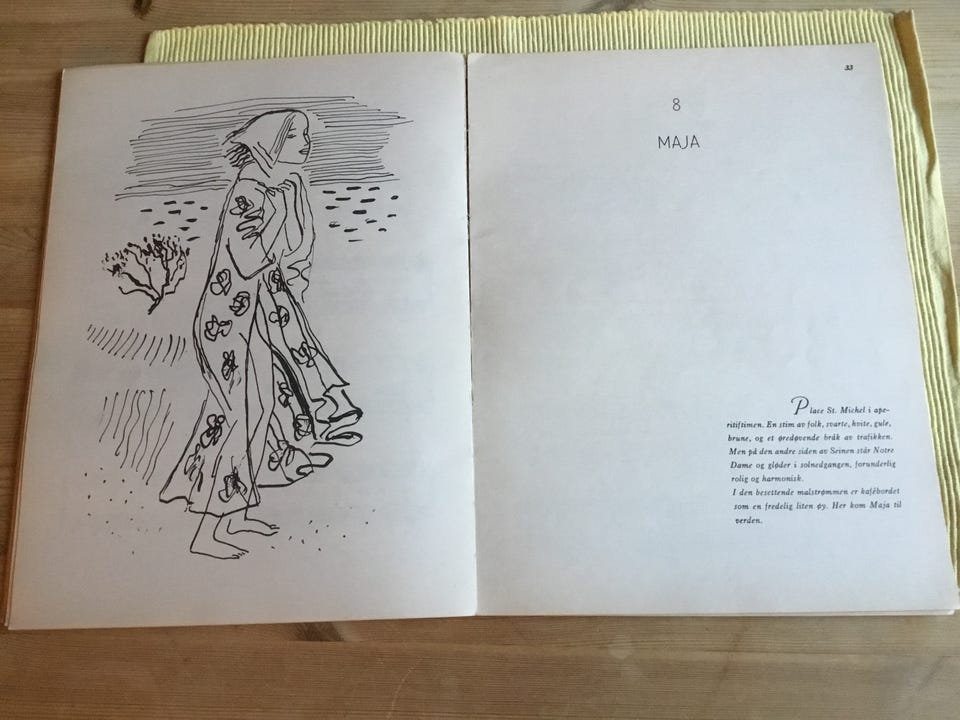 33
8
MAJA
Place St. Michel i ape-
ritiftimen. En stim av folk, svarte, hvite, gule,
brune, og et øredøvende bråk av trafikken.
Men på den andre siden av Seinen står Notre
Dame og gløder i solnedgangen, forunderlig
rolig og harmonisk.
I den besettende malstrømmen er kafébordet
som en fredelig liten øy. Her kom Maja til
verden.